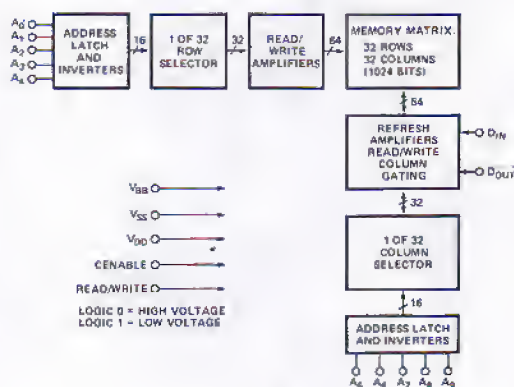 A0
A1
A2
A3
A4
ADDRESS
LATCH
AND
INVERTERS
16
1 OF 32
ROW
SELECTOR
32
READ/
WRITE
AMPLIFIERS
64
MEMORY MATRIX
32 ROWS
32 COLUMNS
(1024 BITS)
64
REFRESH
AMPLIFIERS
READ/WRITE
COLUMN
GATING
DIN
DOUT
32
1 OF 32
COLUMN
SELECTOR
16
ADDRESS LATCH
AND INVERTERS
VBB
VSS
VDD
CENABLE
READ/WRITE
LOGIC 0 = HIGH VOLTAGE
LOGIC 1 = LOW VOLTAGE